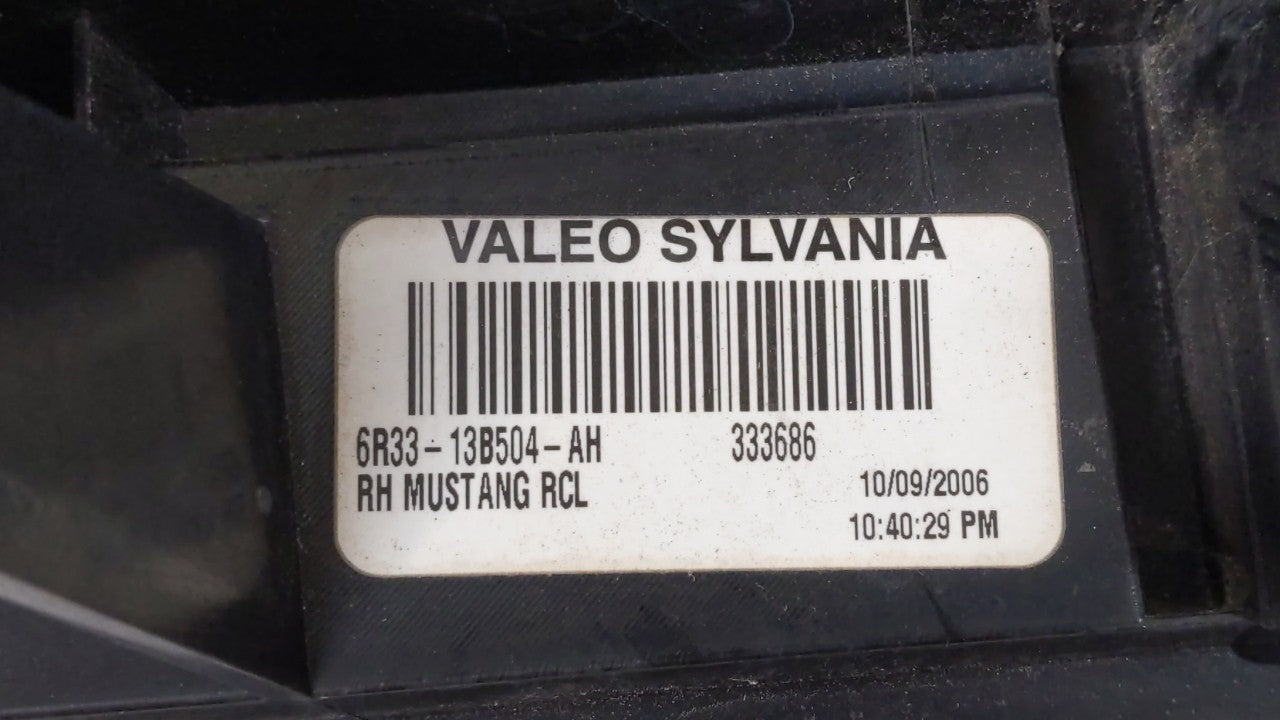 VALEO SYLVANIA
6R33-13B504-AH 333686
RH MUSTANG RCL 10/09/2006
10:40:29 PM